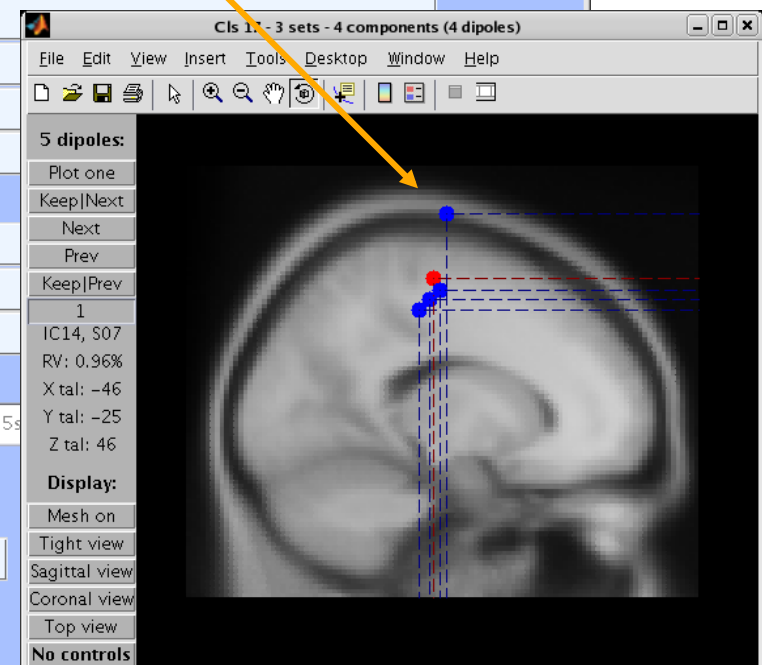 Cls 1 - 3 sets - 4 components (4 dipoles)
File Edit View Insert Tools Desktop Window Help
5 dipoles:
Plot one
Keep|Next
Next
Prev
Keep|Prev
1
IC14, S07
RV: 0.96%
X tal: -46
Y tal: -25
Z tal: 46
Display:
Mesh on
Tight view
Sagittal view
Coronal view
Top view
No controls